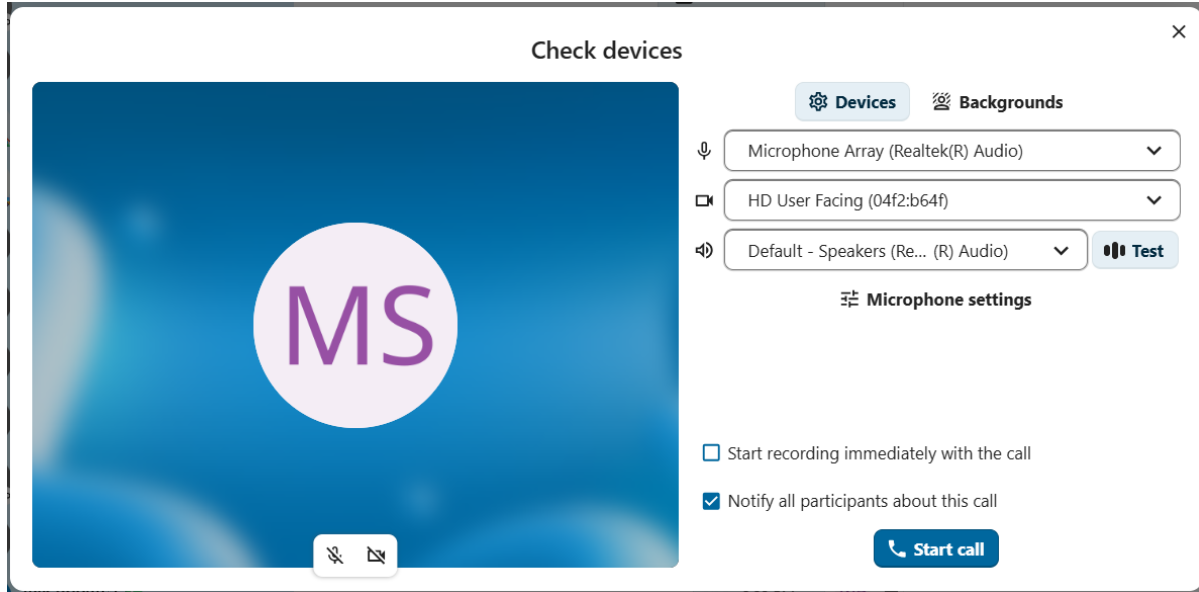 Check devices
MS
Devices
Backgrounds
Microphone Array (Realtek(R) Audio)
HD User Facing (04f2:b64f)
Default - Speakers (Re... (R) Audio)
Test
Microphone settings
Start recording immediately with the call
Notify all participants about this call
Start call